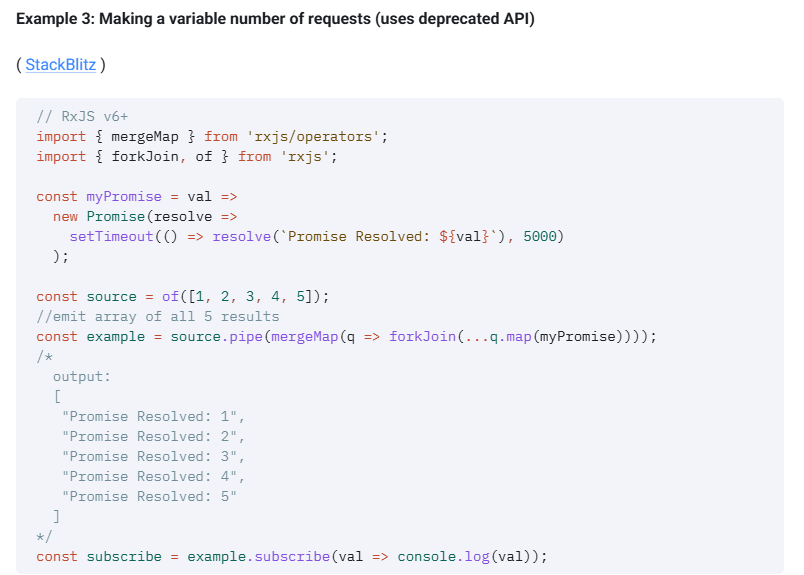 Example 3: Making a variable number of requests (uses deprecated API)
( StackBlitz )
// RxJS v6+
import { mergeMap } from 'rxjs/operators';
import { forkJoin, of } from 'rxjs';
const myPromise = val =>
  new Promise(resolve =>
    setTimeout(() => resolve(`Promise Resolved: ${val}`), 5000)
  );
const source = of([1, 2, 3, 4, 5]);
//emit array of all 5 results
const example = source.pipe(mergeMap(q => forkJoin(...q.map(myPromise))));
/*
  output:
  [
   "Promise Resolved: 1",
   "Promise Resolved: 2",
   "Promise Resolved: 3",
   "Promise Resolved: 4",
   "Promise Resolved: 5"
  ]
*/
const subscribe = example.subscribe(val => console.log(val));